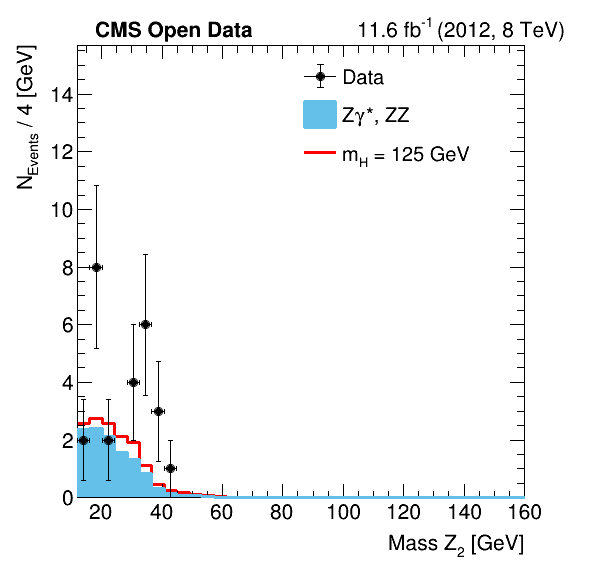 CMS Open Data 11.6 fb⁻¹ (2012, 8 TeV)
N_Events / 4 [GeV]
Data
Zγ*, ZZ
m_H = 125 GeV
14
12
10
8
6
4
2
0
20 40 60 80 100 120 140 160
Mass Z₂ [GeV]